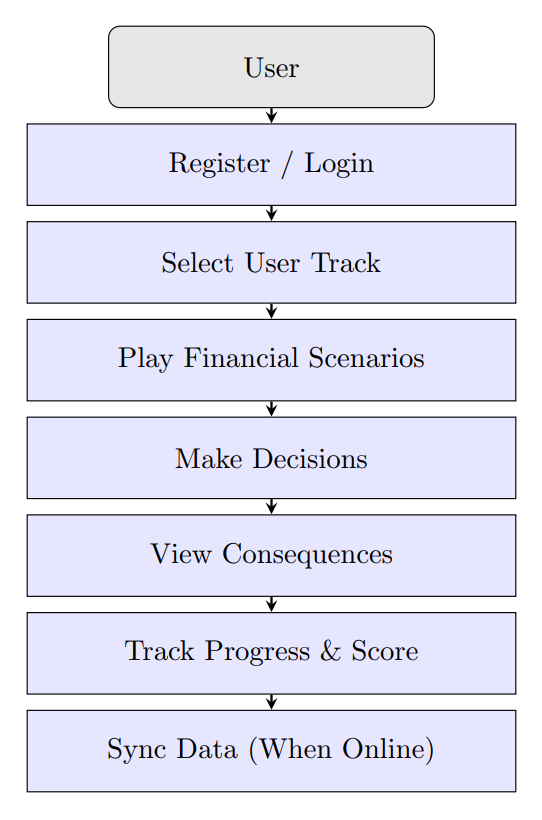 User
Register / Login
Select User Track
Play Financial Scenarios
Make Decisions
View Consequences
Track Progress & Score
Sync Data (When Online)